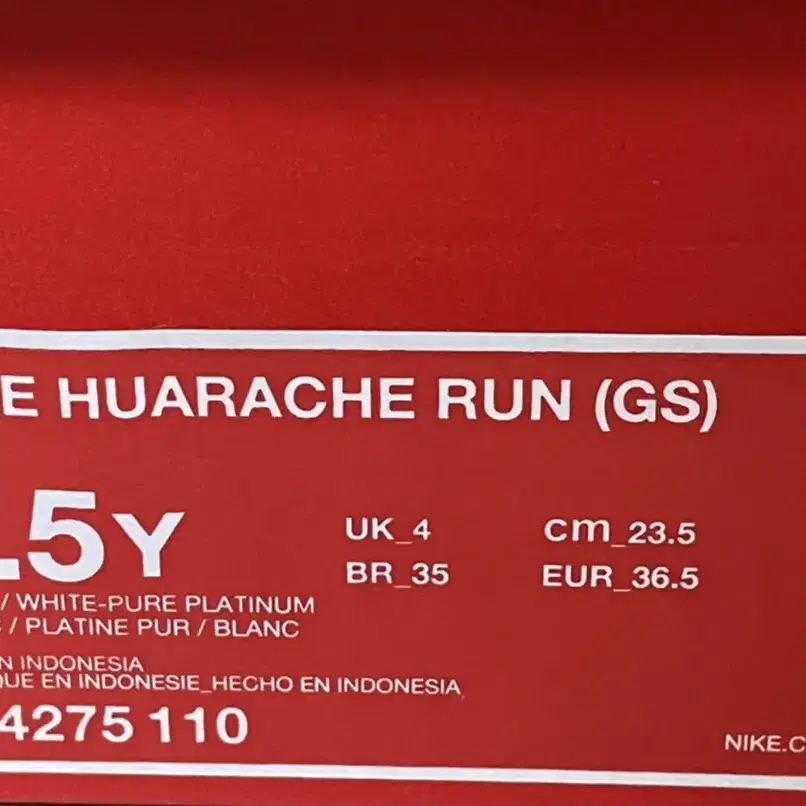 E HUARACHE RUN (GS)
.5Y
UK_4
cm_23.5
BR_35
EUR_36.5
/ WHITE-PURE PLATINUM
/ PLATINE PUR / BLANC
N INDONESIA
QUE EN INDONESIE_HECHO EN INDONESIA
4275 110
NIKE.C